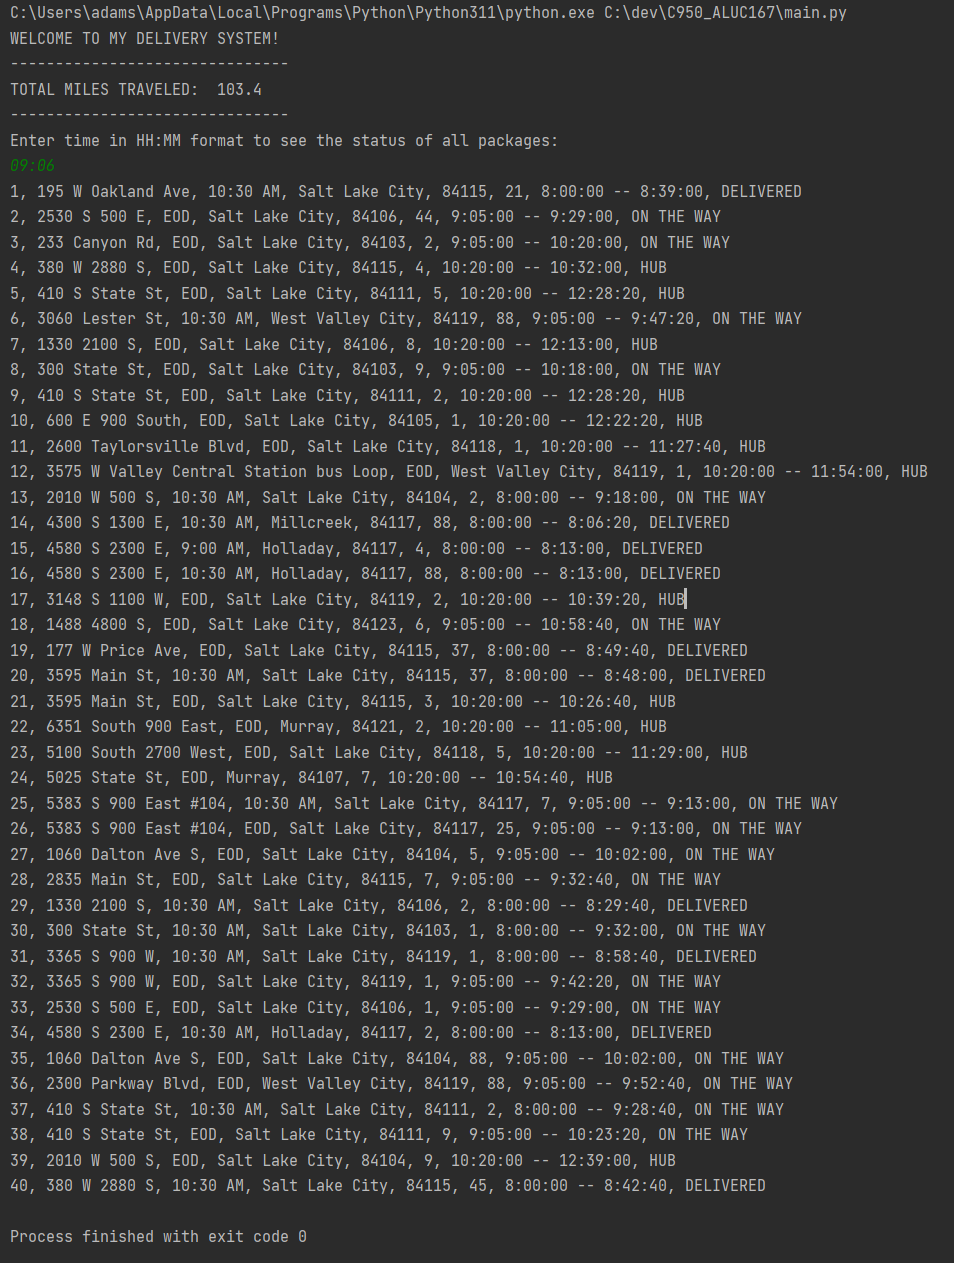 C:\Users\adams\AppData\Local\Programs\Python\Python311\python.exe C:\dev\C950_ALUC167\main.py
WELCOME TO MY DELIVERY SYSTEM!
-------------------------------
TOTAL MILES TRAVELED:  103.4
-------------------------------
Enter time in HH:MM format to see the status of all packages:
09:06
1, 195 W Oakland Ave, 10:30 AM, Salt Lake City, 84115, 21, 8:00:00 -- 8:39:00, DELIVERED
2, 2530 S 500 E, EOD, Salt Lake City, 84106, 44, 9:05:00 -- 9:29:00, ON THE WAY
3, 233 Canyon Rd, EOD, Salt Lake City, 84103, 2, 9:05:00 -- 10:20:00, ON THE WAY
4, 380 W 2880 S, EOD, Salt Lake City, 84115, 4, 10:20:00 -- 10:32:00, HUB
5, 410 S State St, EOD, Salt Lake City, 84111, 5, 10:20:00 -- 12:28:20, HUB
6, 3060 Lester St, 10:30 AM, West Valley City, 84119, 88, 9:05:00 -- 9:47:20, ON THE WAY
7, 1330 2100 S, EOD, Salt Lake City, 84106, 8, 10:20:00 -- 12:13:00, HUB
8, 300 State St, EOD, Salt Lake City, 84103, 9, 9:05:00 -- 10:18:00, ON THE WAY
9, 410 S State St, EOD, Salt Lake City, 84111, 2, 10:20:00 -- 12:28:20, HUB
10, 600 E 900 South, EOD, Salt Lake City, 84105, 1, 10:20:00 -- 12:22:20, HUB
11, 2600 Taylorsville Blvd, EOD, Salt Lake City, 84118, 1, 10:20:00 -- 11:27:40, HUB
12, 3575 W Valley Central Station bus Loop, EOD, West Valley City, 84119, 1, 10:20:00 -- 11:54:00, HUB
13, 2010 W 500 S, 10:30 AM, Salt Lake City, 84104, 2, 8:00:00 -- 9:18:00, ON THE WAY
14, 4300 S 1300 E, 10:30 AM, Millcreek, 84117, 88, 8:00:00 -- 8:06:20, DELIVERED
15, 4580 S 2300 E, 9:00 AM, Holladay, 84117, 4, 8:00:00 -- 8:13:00, DELIVERED
16, 4580 S 2300 E, 10:30 AM, Holladay, 84117, 88, 8:00:00 -- 8:13:00, DELIVERED
17, 3148 S 1100 W, EOD, Salt Lake City, 84119, 2, 10:20:00 -- 10:39:20, HUB
18, 1488 4800 S, EOD, Salt Lake City, 84123, 6, 9:05:00 -- 10:58:40, ON THE WAY
19, 177 W Price Ave, EOD, Salt Lake City, 84115, 37, 8:00:00 -- 8:49:40, DELIVERED
20, 3595 Main St, 10:30 AM, Salt Lake City, 84115, 37, 8:00:00 -- 8:48:00, DELIVERED
21, 3595 Main St, EOD, Salt Lake City, 84115, 3, 10:20:00 -- 10:26:40, HUB
22, 6351 South 900 East, EOD, Murray, 84121, 2, 10:20:00 -- 11:05:00, HUB
23, 5100 South 2700 West, EOD, Salt Lake City, 84118, 5, 10:20:00 -- 11:29:00, HUB
24, 5025 State St, EOD, Murray, 84107, 7, 10:20:00 -- 10:54:40, HUB
25, 5383 S 900 East #104, 10:30 AM, Salt Lake City, 84117, 7, 9:05:00 -- 9:13:00, ON THE WAY
26, 5383 S 900 East #104, EOD, Salt Lake City, 84117, 25, 9:05:00 -- 9:13:00, ON THE WAY
27, 1060 Dalton Ave S, EOD, Salt Lake City, 84104, 5, 9:05:00 -- 10:02:00, ON THE WAY
28, 2835 Main St, EOD, Salt Lake City, 84115, 7, 9:05:00 -- 9:32:40, ON THE WAY
29, 1330 2100 S, 10:30 AM, Salt Lake City, 84106, 2, 8:00:00 -- 8:29:40, DELIVERED
30, 300 State St, 10:30 AM, Salt Lake City, 84103, 1, 8:00:00 -- 9:32:00, ON THE WAY
31, 3365 S 900 W, 10:30 AM, Salt Lake City, 84119, 1, 8:00:00 -- 8:58:40, DELIVERED
32, 3365 S 900 W, EOD, Salt Lake City, 84119, 1, 9:05:00 -- 9:42:20, ON THE WAY
33, 2530 S 500 E, EOD, Salt Lake City, 84106, 1, 9:05:00 -- 9:29:00, ON THE WAY
34, 4580 S 2300 E, 10:30 AM, Holladay, 84117, 2, 8:00:00 -- 8:13:00, DELIVERED
35, 1060 Dalton Ave S, EOD, Salt Lake City, 84104, 88, 9:05:00 -- 10:02:00, ON THE WAY
36, 2300 Parkway Blvd, EOD, West Valley City, 84119, 88, 9:05:00 -- 9:52:40, ON THE WAY
37, 410 S State St, 10:30 AM, Salt Lake City, 84111, 2, 8:00:00 -- 9:28:40, ON THE WAY
38, 410 S State St, EOD, Salt Lake City, 84111, 9, 9:05:00 -- 10:23:20, ON THE WAY
39, 2010 W 500 S, EOD, Salt Lake City, 84104, 9, 10:20:00 -- 12:39:00, HUB
40, 380 W 2880 S, 10:30 AM, Salt Lake City, 84115, 45, 8:00:00 -- 8:42:40, DELIVERED
Process finished with exit code 0